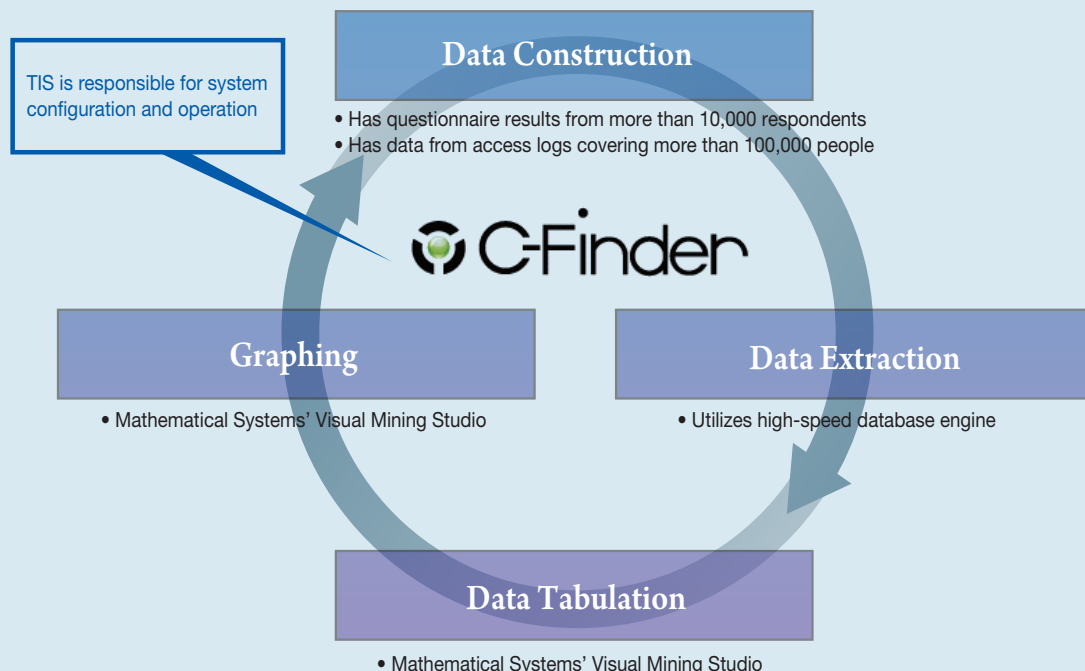 Data Construction
TIS is responsible for system
configuration and operation
• Has questionnaire results from more than 10,000 respondents
• Has data from access logs covering more than 100,000 people
C-Finder
Graphing
Data Extraction
• Mathematical Systems’ Visual Mining Studio
• Utilizes high-speed database engine
Data Tabulation
• Mathematical Systems’ Visual Mining Studio